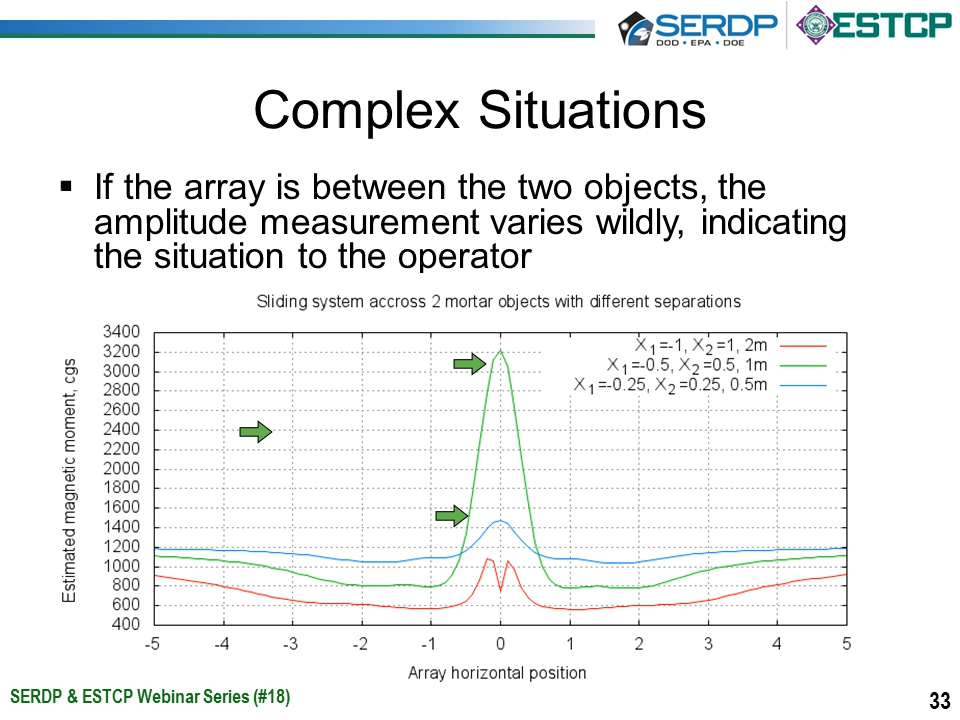 SERDP
DOD • EPA • DOE
ESTCP
Complex Situations
▪ If the array is between the two objects, the
amplitude measurement varies wildly, indicating
the situation to the operator
Sliding system accross 2 mortar objects with different separations
X1=-1, X2=1, 2m
X1=-0.5, X2=0.5, 1m
X1=-0.25, X2=0.25, 0.5m
Estimated magnetic moment, cgs
3400
3200
3000
2800
2600
2400
2200
2000
1800
1600
1400
1200
1000
800
600
400
-5 -4 -3 -2 -1 0 1 2 3 4 5
Array horizontal position
SERDP & ESTCP Webinar Series (#18)
33